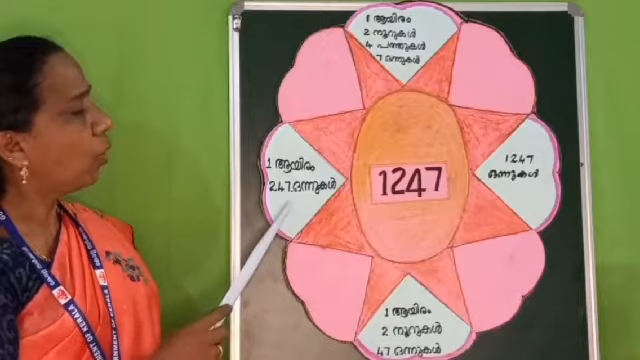 1 ആയിരം
2 നൂറുകൾ
4 പത്തുകൾ
7 ഒന്നുകൾ
1 ആയിരം
247 ഒന്നുകൾ
1247
1247
ഒന്നുകൾ
1 ആയിരം
2 നൂറുകൾ
47 ഒന്നുകൾ